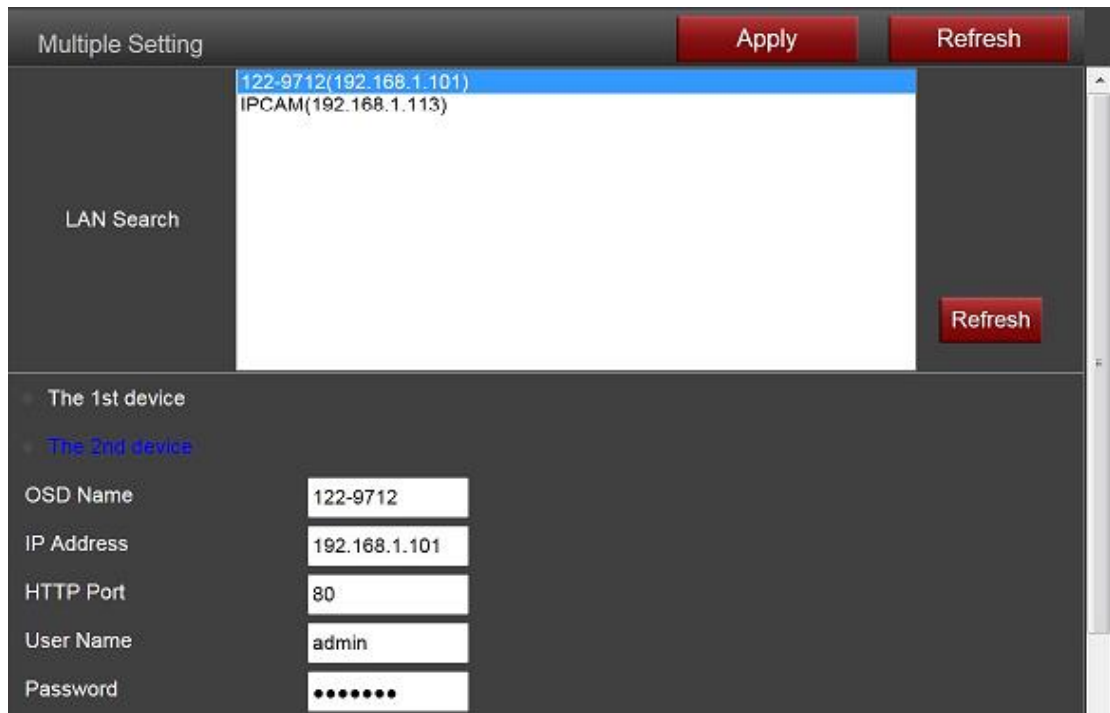 Multiple Setting
Apply
Refresh
122-9712(192.168.1.101)
IPCAM(192.168.1.113)
LAN Search
Refresh
The 1st device
The 2nd device
OSD Name
122-9712
IP Address
192.168.1.101
HTTP Port
80
User Name
admin
Password
•••••••